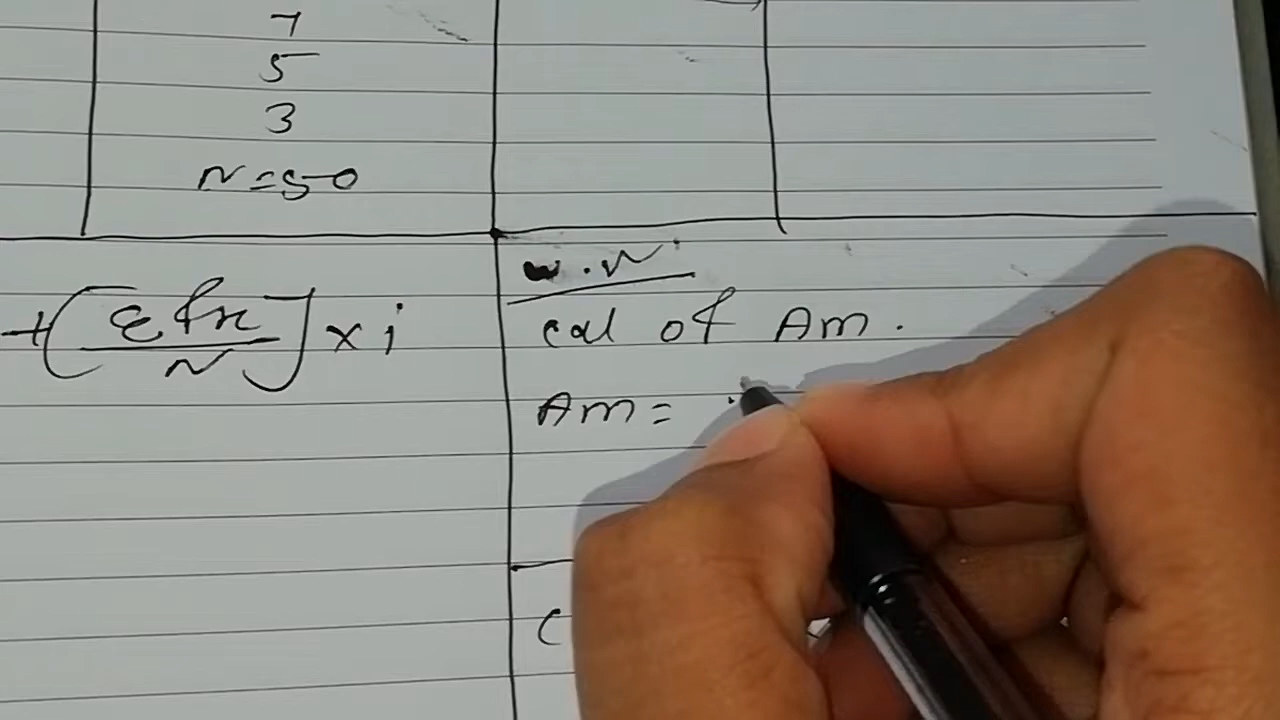 7
5
3
N=50
+(Σfx/N)×i
W.N
cal of Am.
Am=
C